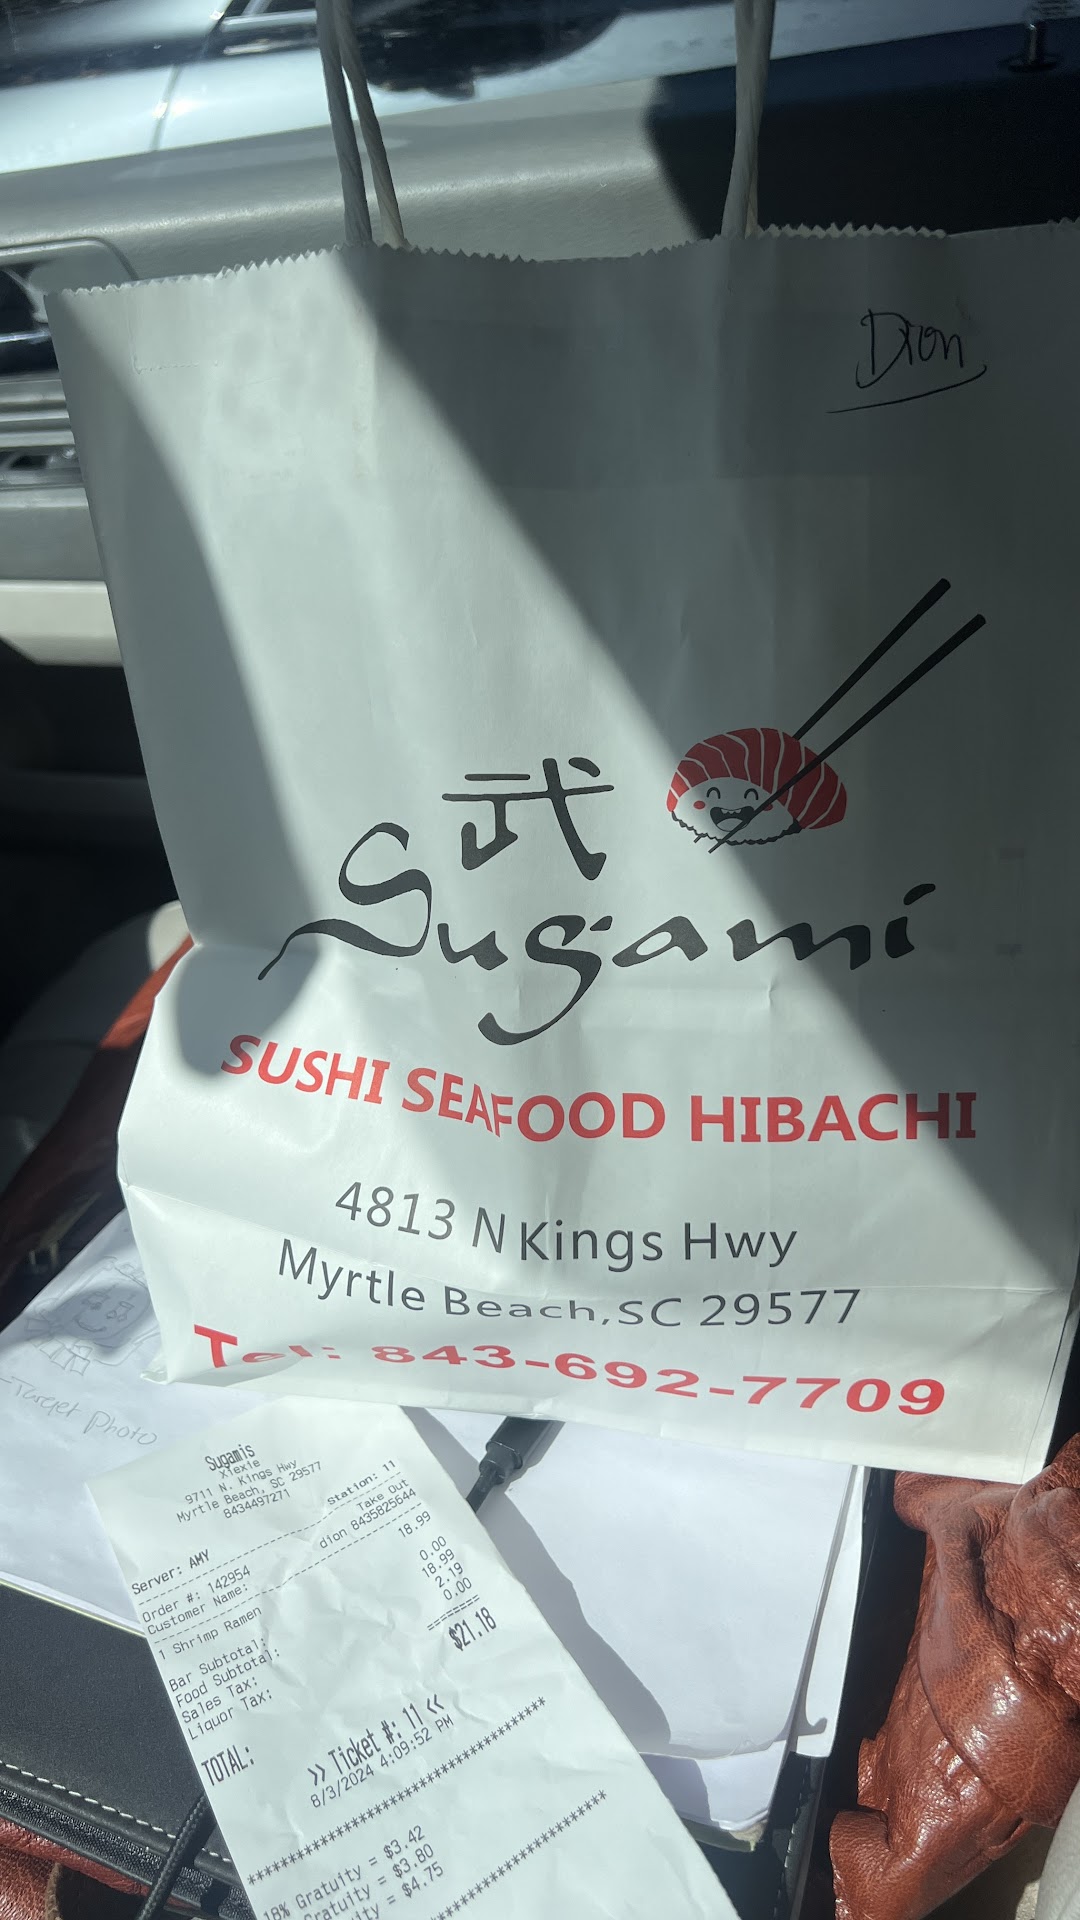 Dion
武
Sugami
SUSHI SEAFOOD HIBACHI
4813 N Kings Hwy
Myrtle Beach, SC 29577
Tel: 843-692-7709
Target Photo
Sugamis
Xiexie
9711 N. Kings Hwy
Myrtle Beach, SC 29577
8434497271
Server: AMY Station: 11
Order #: 142954 Take Out
Customer Name: dion 8435825644
1 Shrimp Ramen 18.99
Bar Subtotal: 0.00
Food Subtotal: 18.99
Sales Tax: 2.19
Liquor Tax: 0.00
=======
TOTAL: $21.18
>> Ticket #: 11 <<
8/3/2024 4:09:52 PM
****************************************
18% Gratuity = $3.42
= $3.80
= $4.75